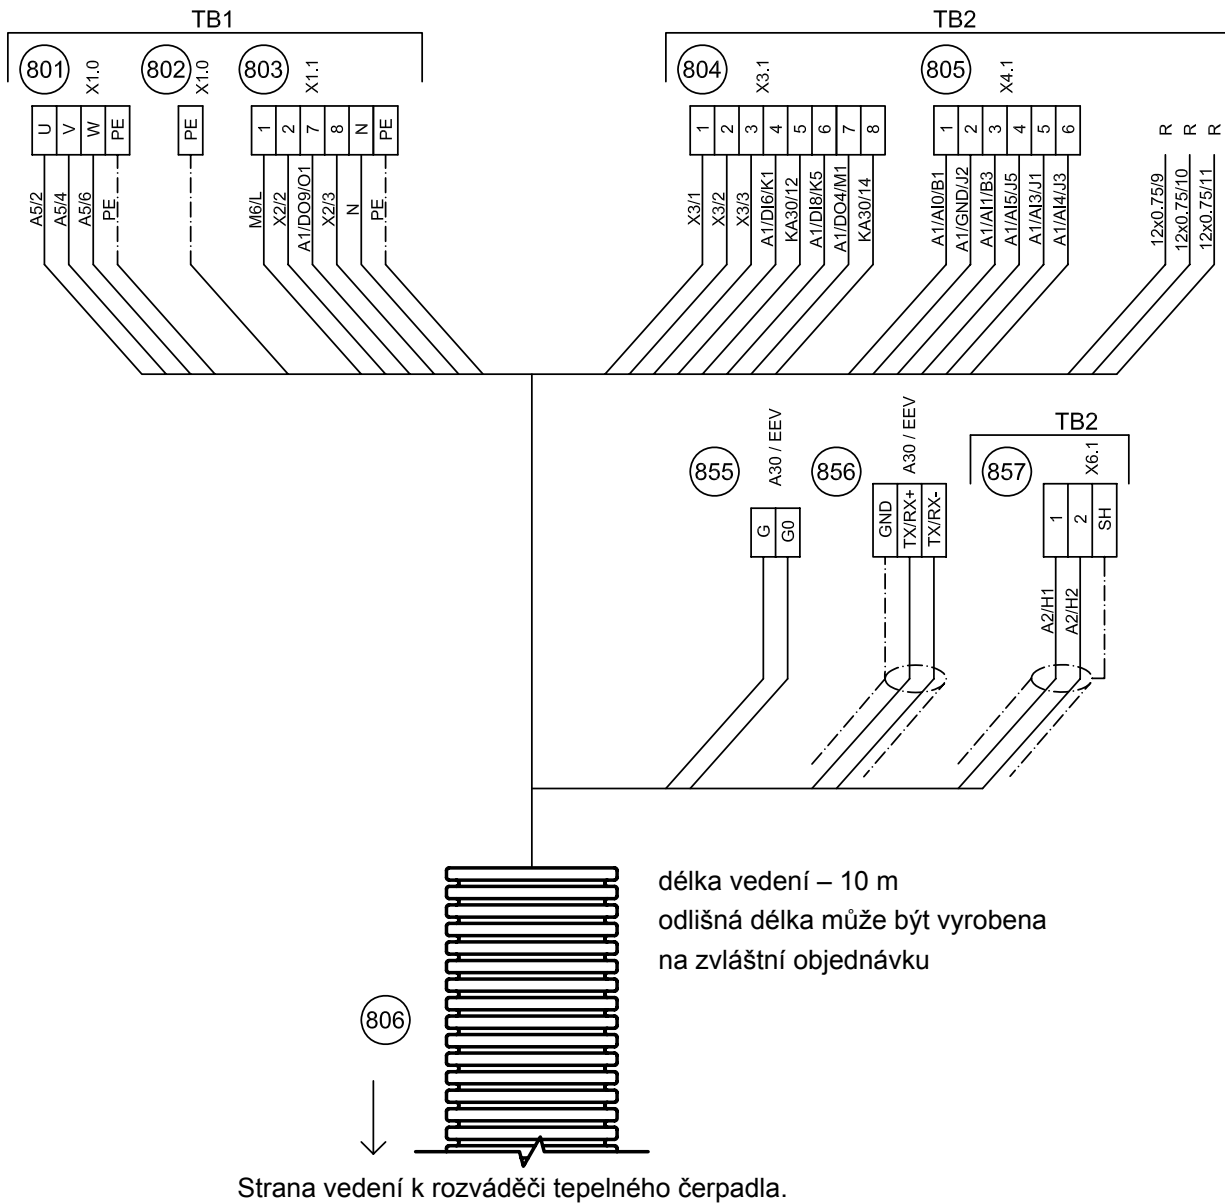 TB1
TB2
801
X1.0
802
X1.0
803
X1.1
804
X3.1
805
X4.1
U
V
W
PE
PE
1
2
7
8
N
PE
1
2
3
4
5
6
7
8
1
2
3
4
5
6
R
R
R
A5/2
A5/4
A5/6
PE
M6/L
X2/2
A1/DO9/O1
X2/3
N
PE
X3/1
X3/2
X3/3
A1/DI6/K1
KA30/12
A1/DI8/K5
A1/DO4/M1
KA30/14
A1/AI0/B1
A1/GND/J2
A1/AI1/B3
A1/AI5/J5
A1/AI3/J1
A1/AI4/J3
12x0.75/9
12x0.75/10
12x0.75/11
855
A30 / EEV
856
A30 / EEV
TB2
857
X6.1
G
G0
GND
TX/RX+
TX/RX-
1
2
SH
A2/H1
A2/H2
délka vedení – 10 m
odlišná délka může být vyrobena
na zvláštní objednávku
806
Strana vedení k rozváděči tepelného čerpadla.